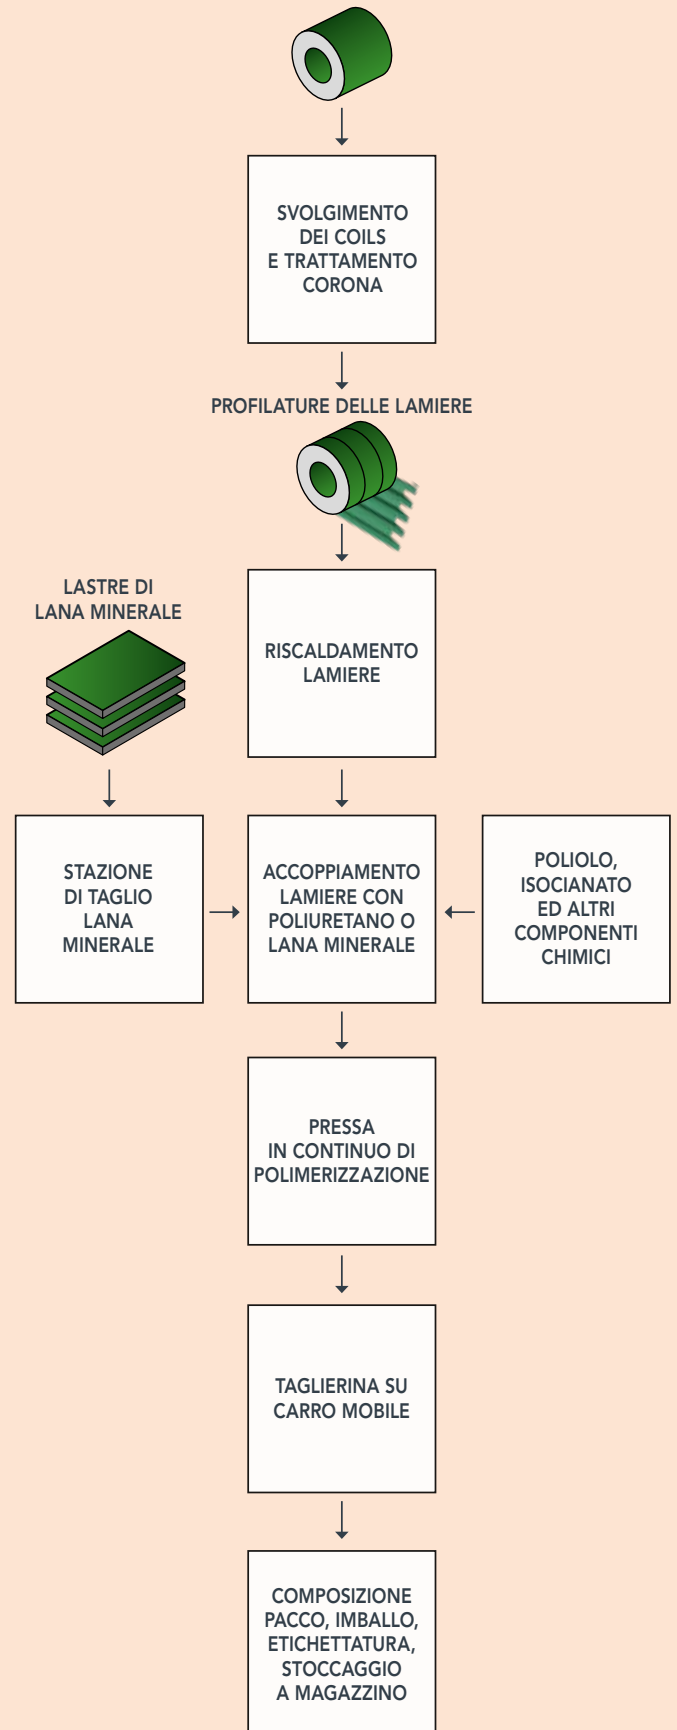 SVOLGIMENTO
DEI COILS
E TRATTAMENTO
CORONA
PROFILATURE DELLE LAMIERE
LASTRE DI
LANA MINERALE
RISCALDAMENTO
LAMIERE
STAZIONE
DI TAGLIO
LANA
MINERALE
ACCOPPIAMENTO
LAMIERE CON
POLIURETANO O
LANA MINERALE
POLIOLO,
ISOCIANATO
ED ALTRI
COMPONENTI
CHIMICI
PRESSA
IN CONTINUO DI
POLIMERIZZAZIONE
TAGLIERINA SU
CARRO MOBILE
COMPOSIZIONE
PACCO, IMBALLO,
ETICHETTATURA,
STOCCAGGIO
A MAGAZZINO